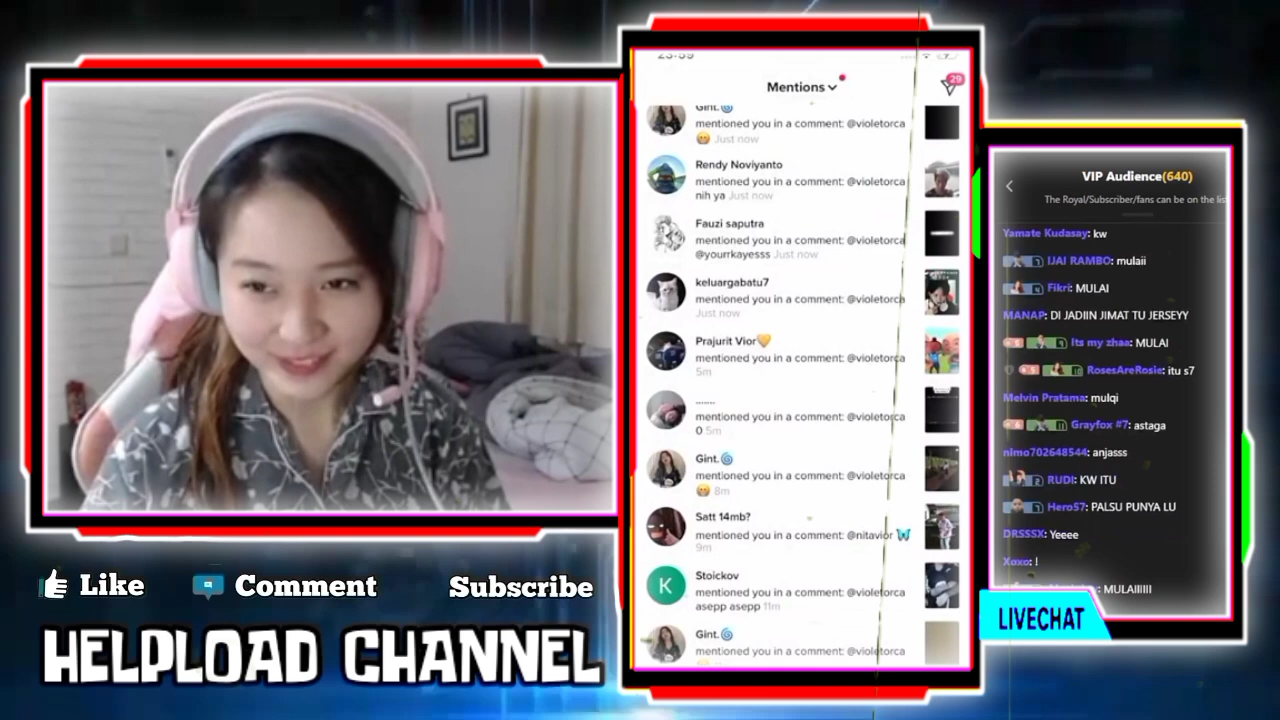 Like
Comment
Subscribe
HELPLOAD CHANNEL
23:59
Mentions
29
Gint.🌀
mentioned you in a comment: @violetorca
😁 Just now
Rendy Noviyanto
mentioned you in a comment: @violetorca
nih ya Just now
Fauzi saputra
mentioned you in a comment: @violetorca
@yourrkayesss Just now
keluargabatu7
mentioned you in a comment: @violetorca
Just now
Prajurit Vior💛
mentioned you in a comment: @violetorca
5m
.......
mentioned you in a comment: @violetorca
0 5m
Gint.🌀
mentioned you in a comment: @violetorca
😁 8m
Satt 14mb?
mentioned you in a comment: @nitavior 🦋
9m
K
Stoickov
mentioned you in a comment: @violetorca
asepp asepp 11m
Gint.🌀
mentioned you in a comment: @violetorca
VIP Audience(640)
The Royal/Subscriber/fans can be on the list
Yamate Kudasay: kw
IJAI RAMBO: mulaii
Fikri: MULAI
MANAP: DI JADIIN JIMAT TU JERSEYY
Its my zhaa: MULAI
RosesAreRosie: itu s7
Melvin Pratama: mulqi
Grayfox #7: astaga
nimo702648544: anjasss
RUDI: KW ITU
Hero57: PALSU PUNYA LU
DRSSSX: Yeeee
Xoxo: !
: MULAIIIIII
LIVECHAT